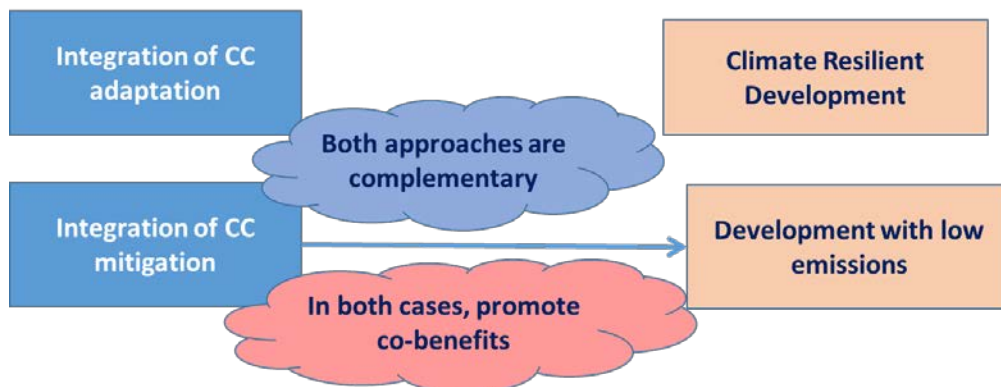 Integration of CC
adaptation
Climate Resilient
Development
Both approaches are
complementary
Integration of CC
mitigation
Development with low
emissions
In both cases, promote
co-benefits